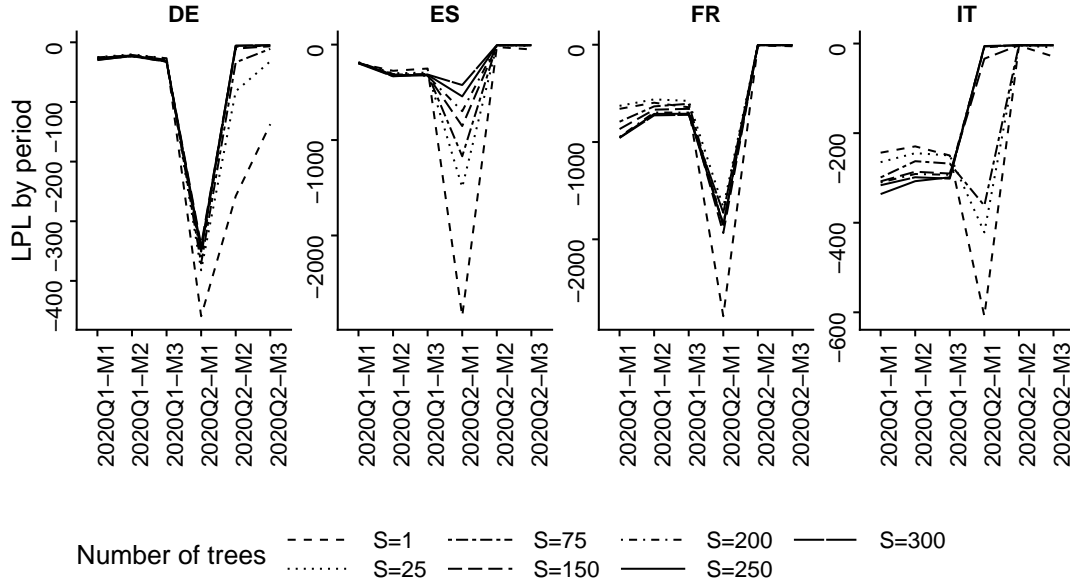 DE ES FR IT
LPL by period
0 −100 −200 −300 −400
0 −1000 −2000
0 −1000 −2000
0 −200 −400 −600
2020Q1−M1 2020Q1−M2 2020Q1−M3 2020Q2−M1 2020Q2−M2 2020Q2−M3
2020Q1−M1 2020Q1−M2 2020Q1−M3 2020Q2−M1 2020Q2−M2 2020Q2−M3
2020Q1−M1 2020Q1−M2 2020Q1−M3 2020Q2−M1 2020Q2−M2 2020Q2−M3
2020Q1−M1 2020Q1−M2 2020Q1−M3 2020Q2−M1 2020Q2−M2 2020Q2−M3
Number of trees
S=1 S=75 S=200 S=300
S=25 S=150 S=250